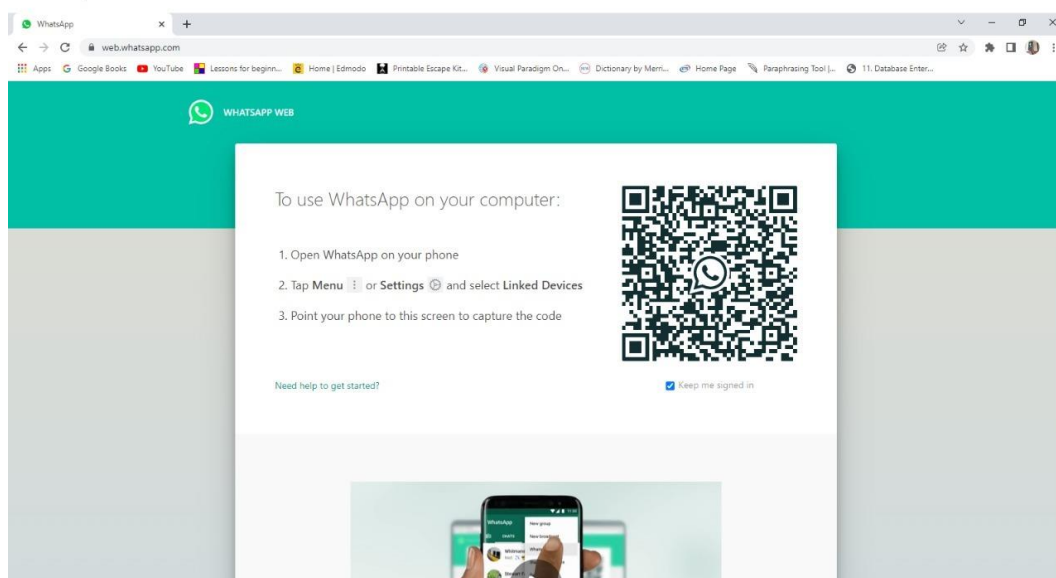 WhatsApp
web.whatsapp.com
Apps Google Books YouTube Lessons for beginn... Home | Edmodo Printable Escape Kit... Visual Paradigm On... Dictionary by Merri... Home Page Paraphrasing Tool |... 11. Database Enter...
WHATSAPP WEB
To use WhatsApp on your computer:
1. Open WhatsApp on your phone
2. Tap Menu or Settings and select Linked Devices
3. Point your phone to this screen to capture the code
Need help to get started?
Keep me signed in
WhatsApp
New group
New broadcast
CHATS